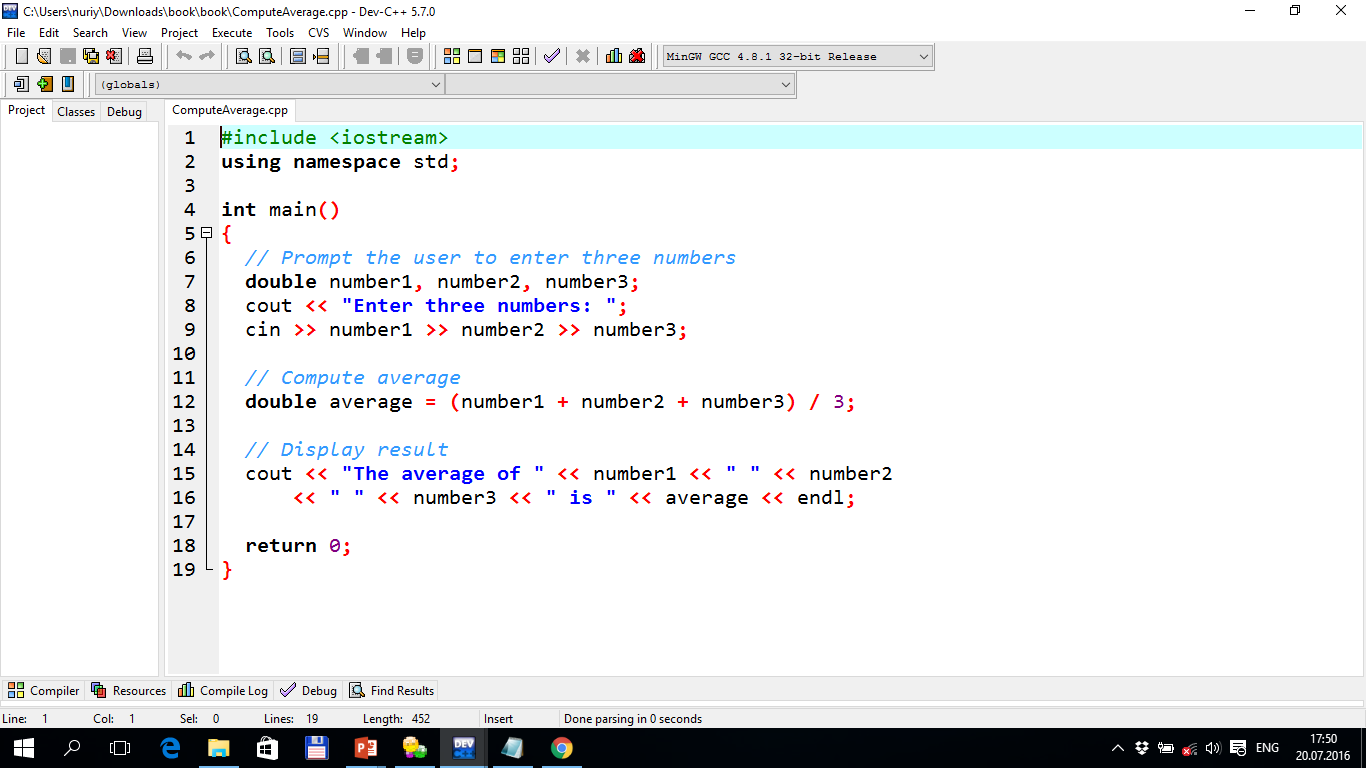 C:\Users\nuriy\Downloads\book\book\ComputeAverage.cpp - Dev-C++ 5.7.0
File Edit Search View Project Execute Tools CVS Window Help
MinGW GCC 4.8.1 32-bit Release
(globals)
Project Classes Debug ComputeAverage.cpp
1 #include <iostream>
2 using namespace std;
3
4 int main()
5 {
6 // Prompt the user to enter three numbers
7 double number1, number2, number3;
8 cout << "Enter three numbers: ";
9 cin >> number1 >> number2 >> number3;
10
11 // Compute average
12 double average = (number1 + number2 + number3) / 3;
13
14 // Display result
15 cout << "The average of " << number1 << " " << number2
16 << " " << number3 << " is " << average << endl;
17
18 return 0;
19 }
Compiler Resources Compile Log Debug Find Results
Line: 1 Col: 1 Sel: 0 Lines: 19 Length: 452 Insert Done parsing in 0 seconds
DEV ENG 17:50
20.07.2016